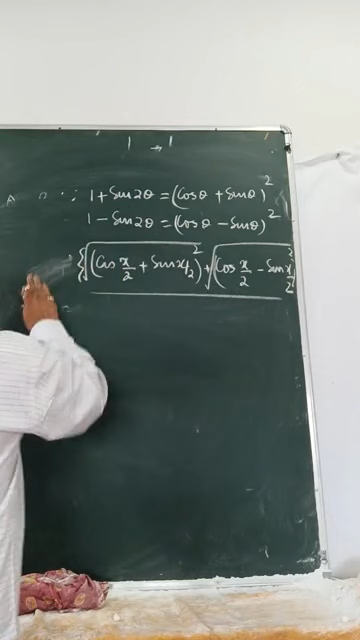 ∵ 1+Sin2θ = (Cosθ + Sinθ)²
1 − Sin2θ = (Cosθ − Sinθ)²
{√(Cos x/2 + Sin x/2)² + √(Cos x/2 − Sin x/2)²